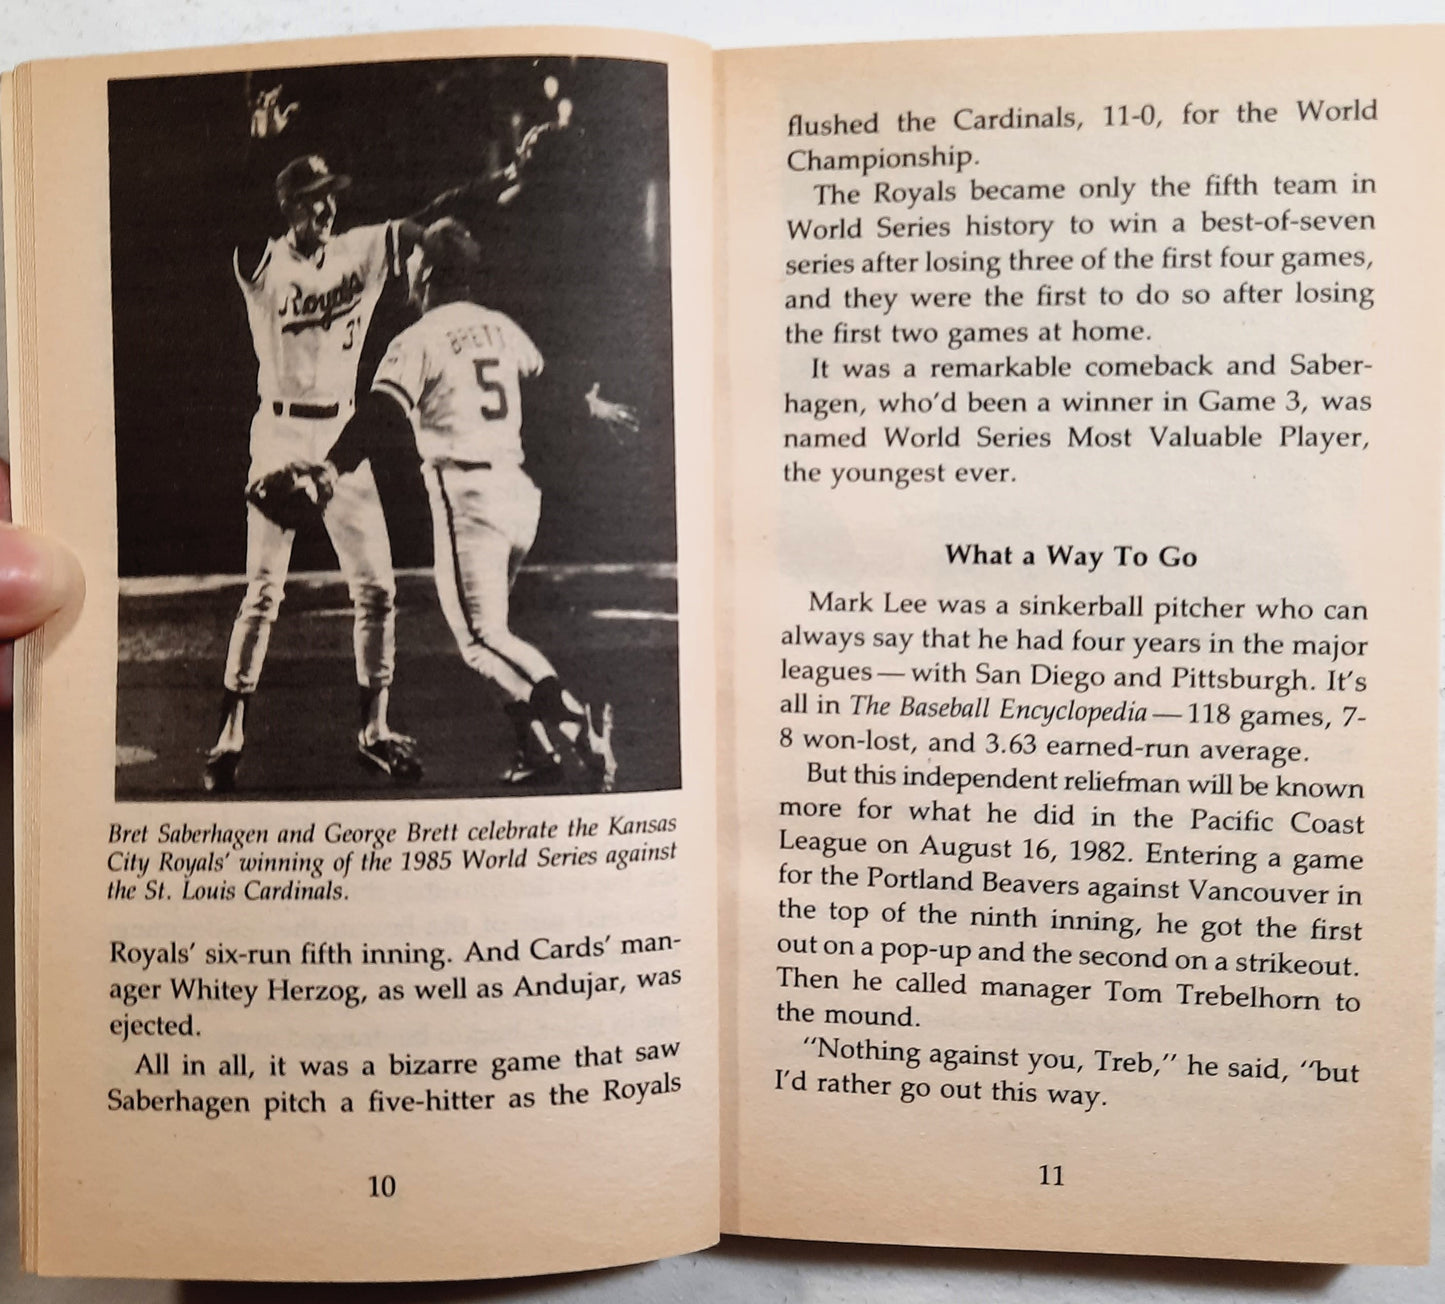 Royals
31
BRETT
5
Bret Saberhagen and George Brett celebrate the Kansas
City Royals' winning of the 1985 World Series against
the St. Louis Cardinals.
Royals' six-run fifth inning. And Cards' man-
ager Whitey Herzog, as well as Andujar, was
ejected.
All in all, it was a bizarre game that saw
Saberhagen pitch a five-hitter as the Royals
10
flushed the Cardinals, 11-0, for the World
Championship.
The Royals became only the fifth team in
World Series history to win a best-of-seven
series after losing three of the first four games,
and they were the first to do so after losing
the first two games at home.
It was a remarkable comeback and Saber-
hagen, who'd been a winner in Game 3, was
named World Series Most Valuable Player,
the youngest ever.
What a Way To Go
Mark Lee was a sinkerball pitcher who can
always say that he had four years in the major
leagues — with San Diego and Pittsburgh. It's
all in The Baseball Encyclopedia — 118 games, 7-
8 won-lost, and 3.63 earned-run average.
But this independent reliefman will be known
more for what he did in the Pacific Coast
League on August 16, 1982. Entering a game
for the Portland Beavers against Vancouver in
the top of the ninth inning, he got the first
out on a pop-up and the second on a strikeout.
Then he called manager Tom Trebelhorn to
the mound.
"Nothing against you, Treb," he said, "but
I'd rather go out this way.
11